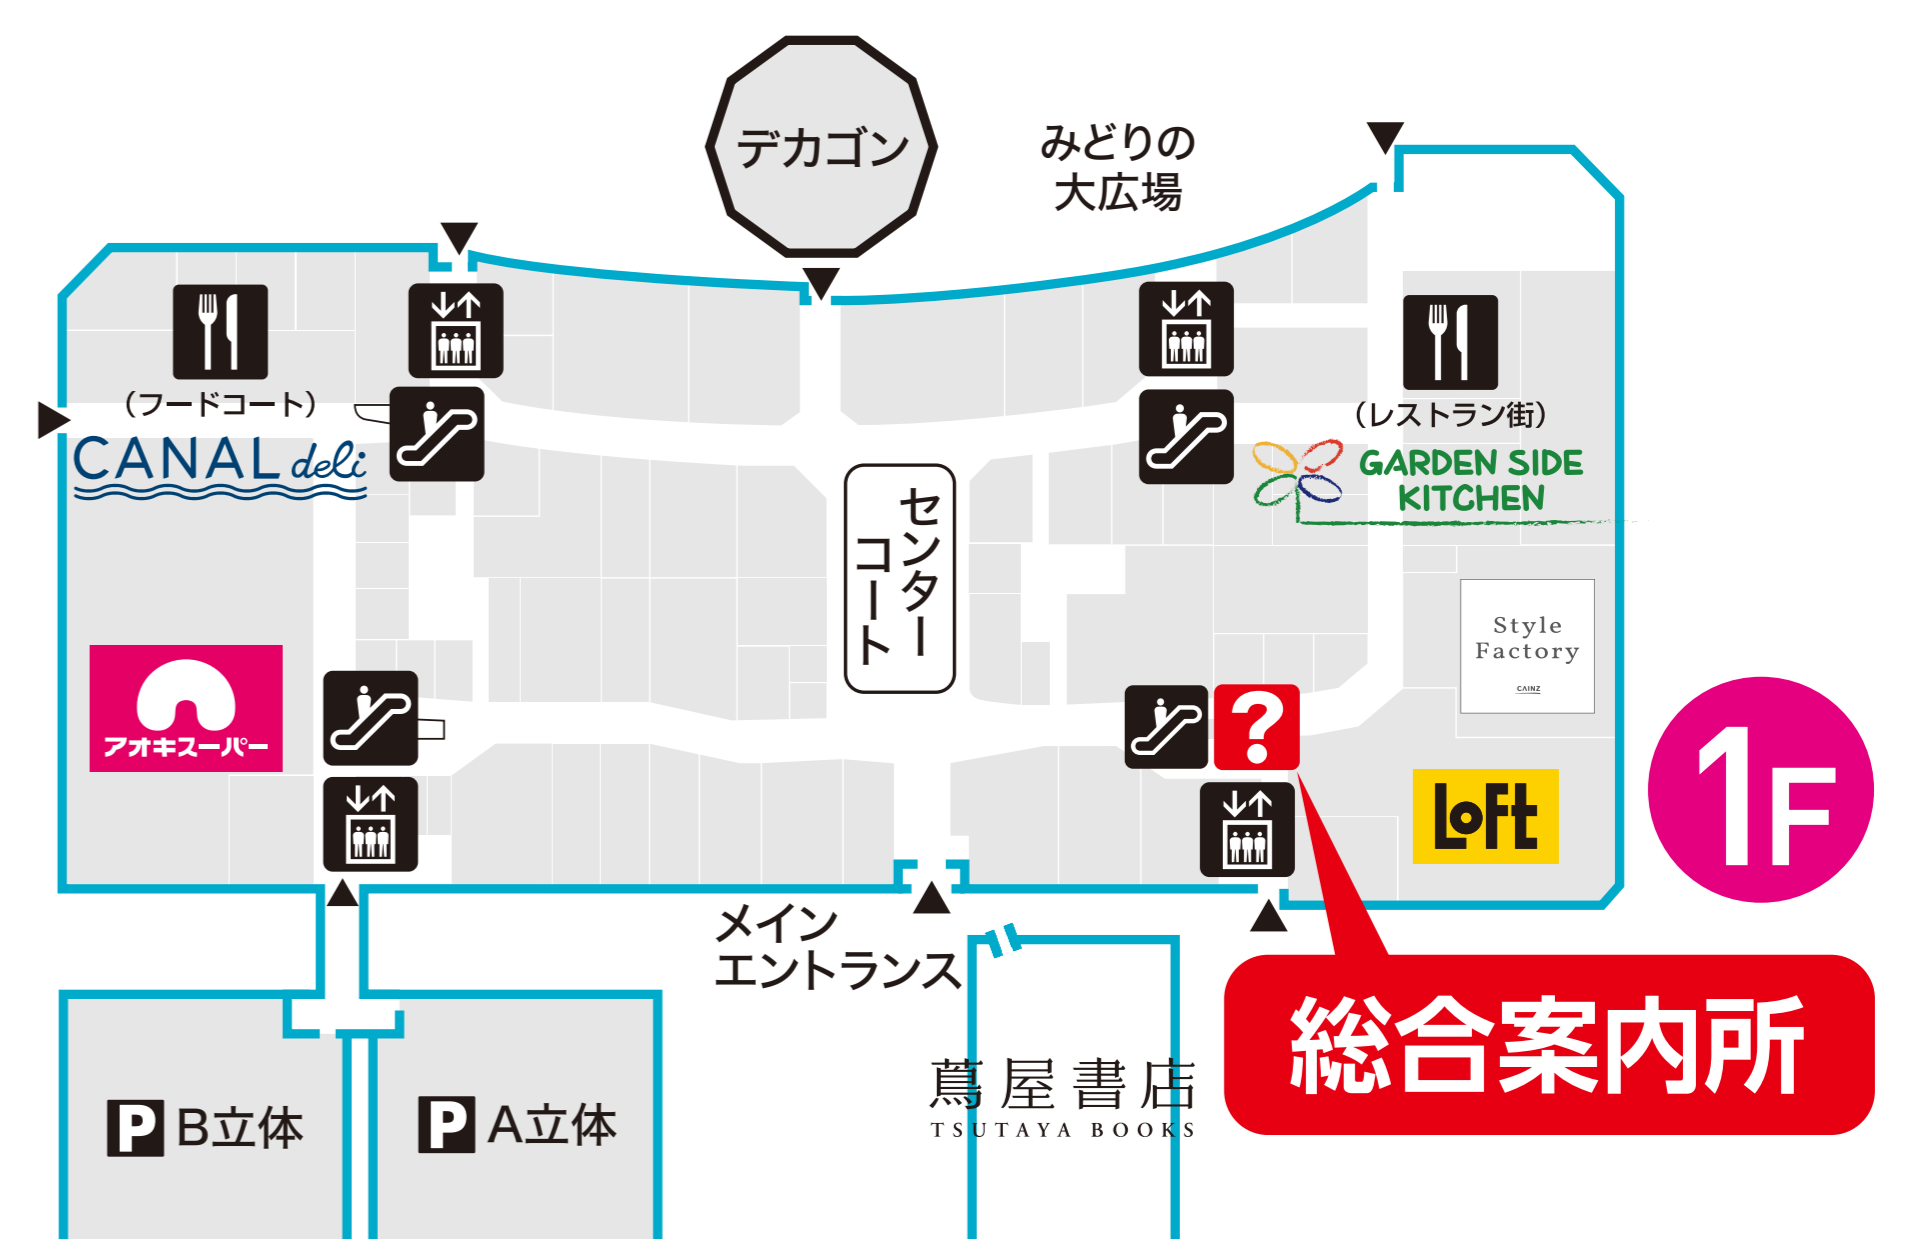 デカゴン
みどりの
大広場
（フードコート）
CANAL deli
（レストラン街）
GARDEN SIDE
KITCHEN
センター
コート
Style
Factory
CAINZ
アオキスーパー
?
LOFT
1F
メイン
エントランス
総合案内所
蔦屋書店
TSUTAYA BOOKS
P B立体
P A立体